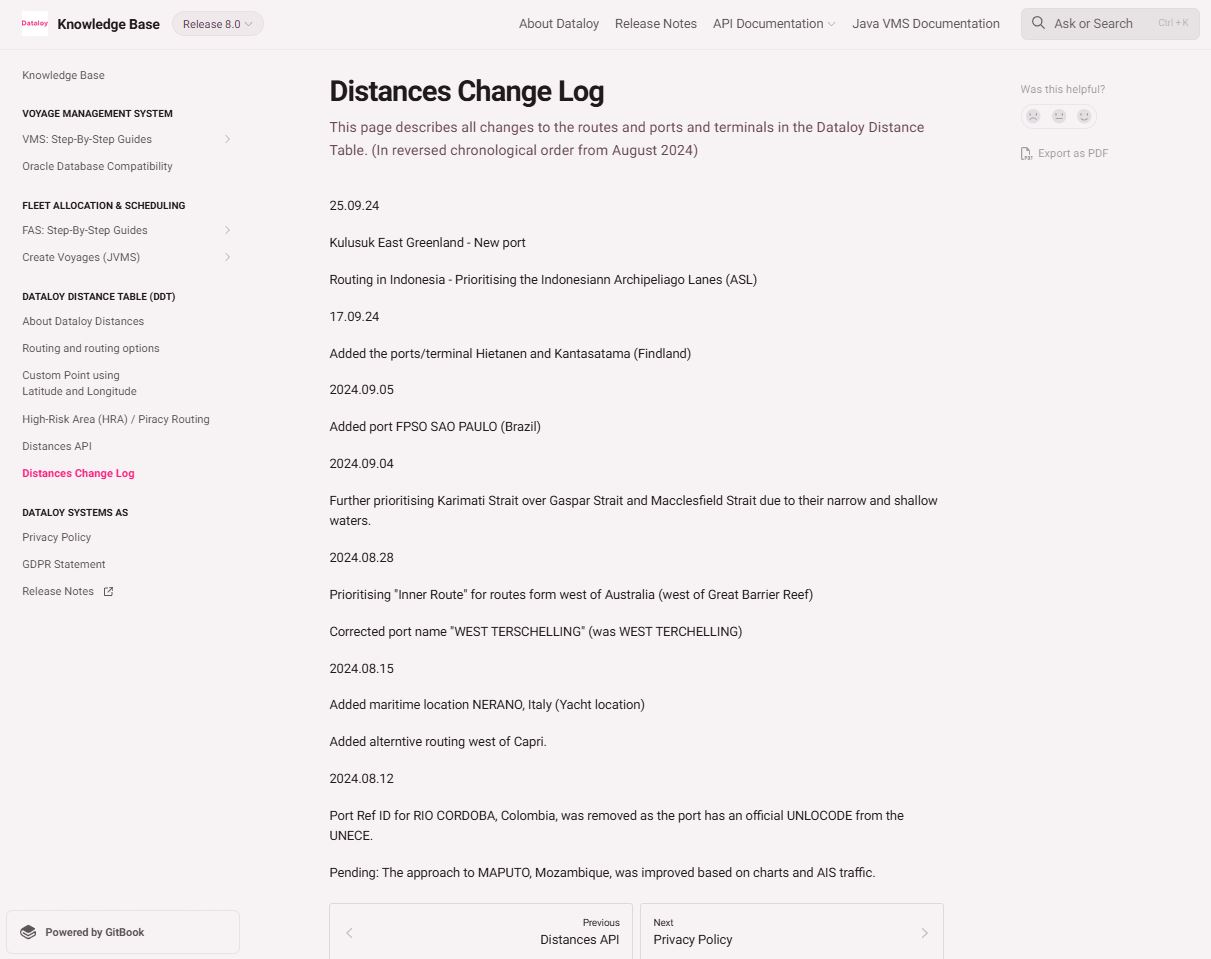 Dataloy
Knowledge Base
Release 8.0
About Dataloy
Release Notes
API Documentation
Java VMS Documentation
Ask or Search
Ctrl + K
Knowledge Base
VOYAGE MANAGEMENT SYSTEM
VMS: Step-By-Step Guides
Oracle Database Compatibility
FLEET ALLOCATION & SCHEDULING
FAS: Step-By-Step Guides
Create Voyages (JVMS)
DATALOY DISTANCE TABLE (DDT)
About Dataloy Distances
Routing and routing options
Custom Point using
Latitude and Longitude
High-Risk Area (HRA) / Piracy Routing
Distances API
Distances Change Log
DATALOY SYSTEMS AS
Privacy Policy
GDPR Statement
Release Notes
Powered by GitBook
Distances Change Log
This page describes all changes to the routes and ports and terminals in the Dataloy Distance
Table. (In reversed chronological order from August 2024)
25.09.24
Kulusuk East Greenland - New port
Routing in Indonesia - Prioritising the Indonesiann Archipeliago Lanes (ASL)
17.09.24
Added the ports/terminal Hietanen and Kantasatama (Findland)
2024.09.05
Added port FPSO SAO PAULO (Brazil)
2024.09.04
Further prioritising Karimati Strait over Gaspar Strait and Macclesfield Strait due to their narrow and shallow
waters.
2024.08.28
Prioritising "Inner Route" for routes form west of Australia (west of Great Barrier Reef)
Corrected port name "WEST TERSCHELLING" (was WEST TERCHELLING)
2024.08.15
Added maritime location NERANO, Italy (Yacht location)
Added alterntive routing west of Capri.
2024.08.12
Port Ref ID for RIO CORDOBA, Colombia, was removed as the port has an official UNLOCODE from the
UNECE.
Pending: The approach to MAPUTO, Mozambique, was improved based on charts and AIS traffic.
Previous
Distances API
Next
Privacy Policy
Was this helpful?
Export as PDF